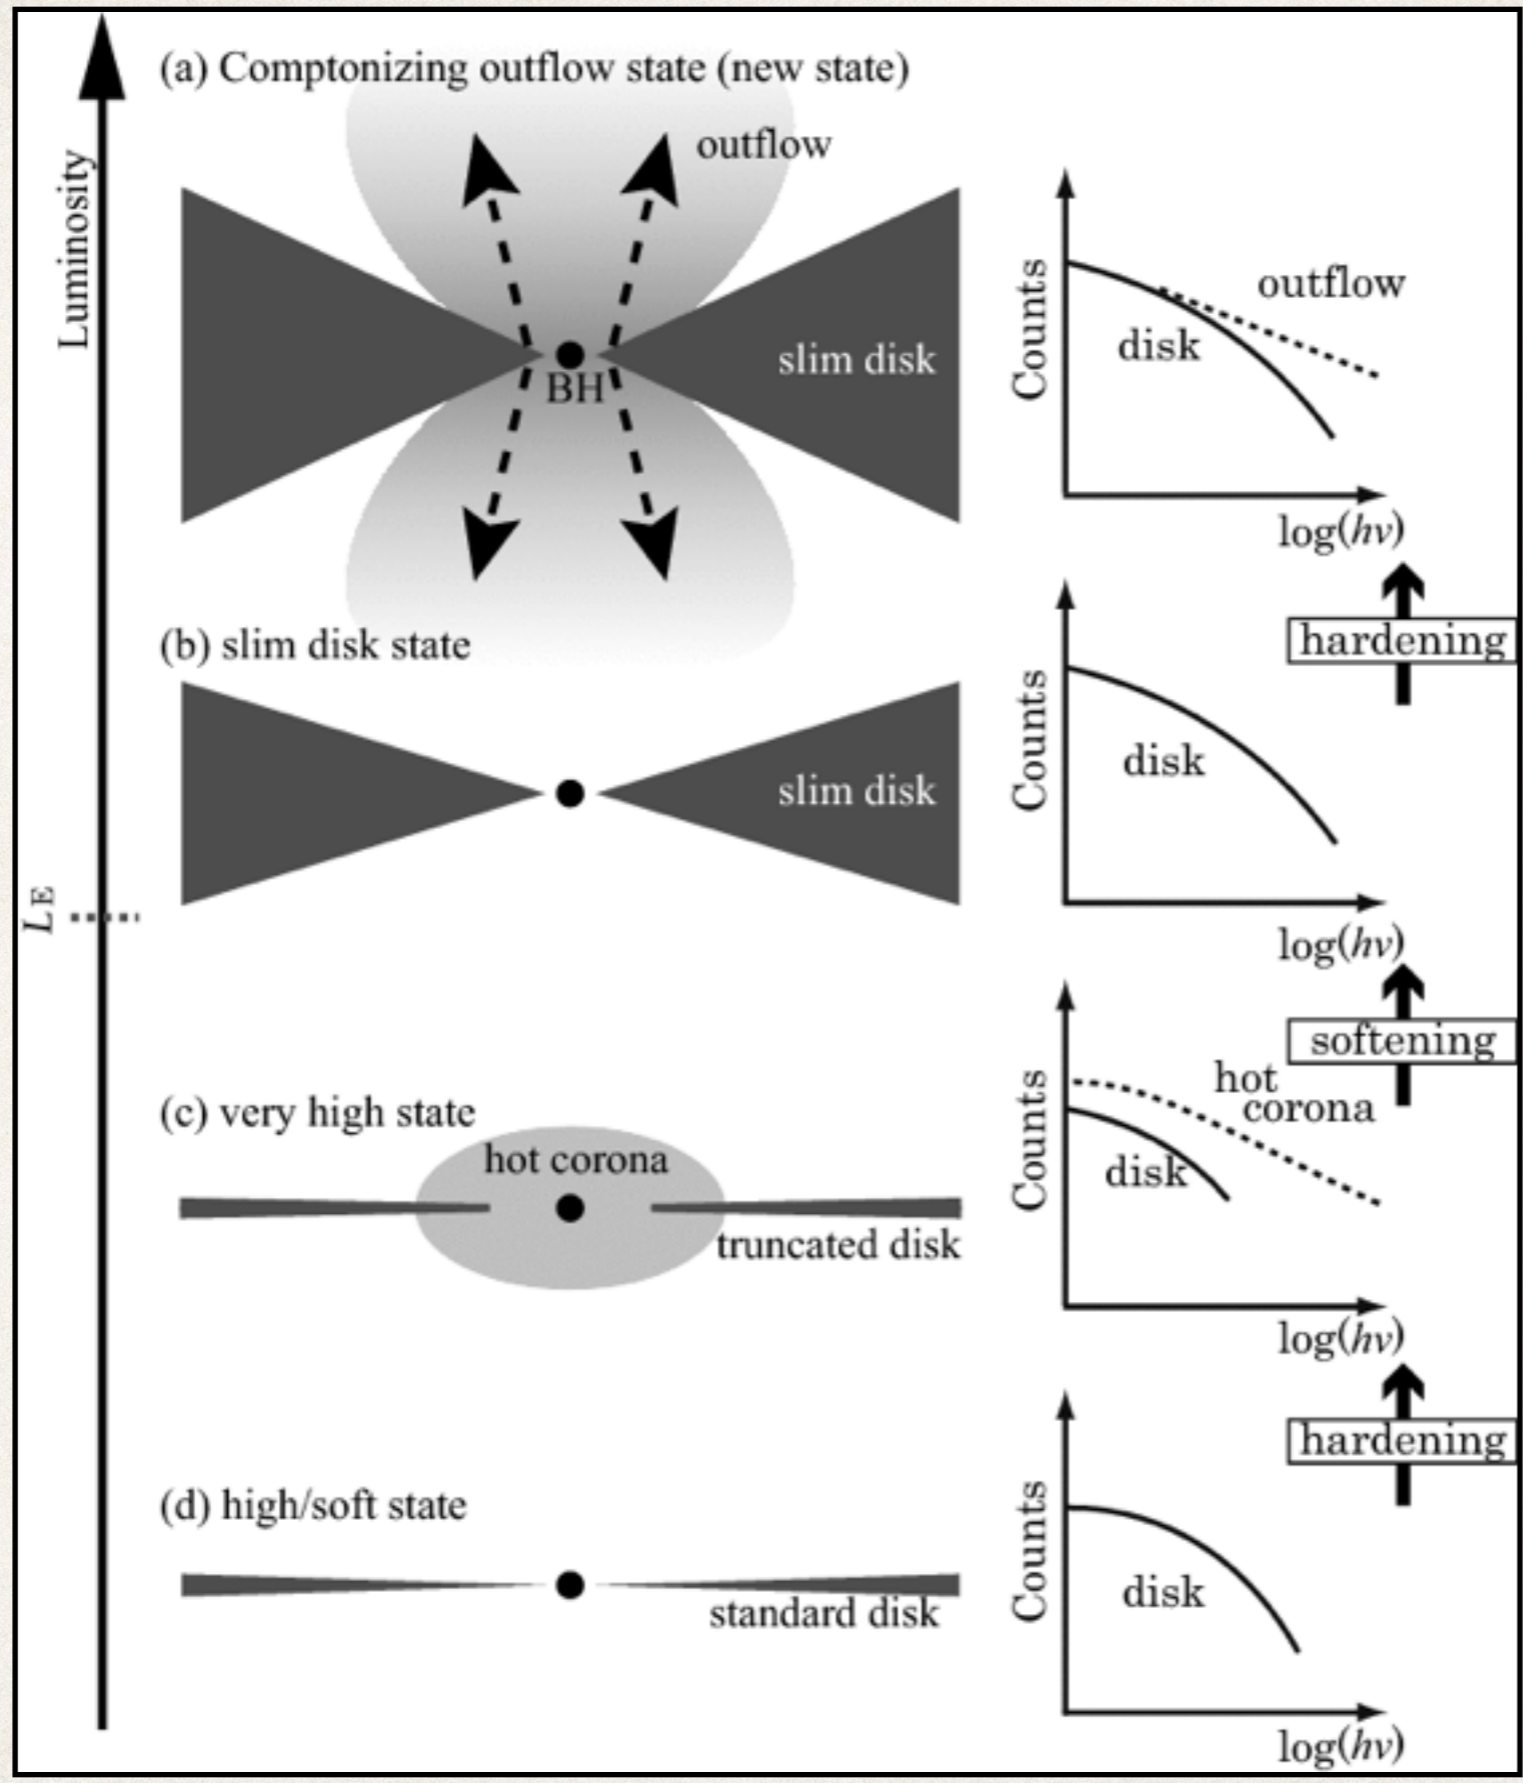 (a) Comptonizing outflow state (new state)
Luminosity
outflow
BH
slim disk
Counts
outflow
disk
log(hν)
hardening
(b) slim disk state
slim disk
Counts
disk
log(hν)
LE
softening
(c) very high state
hot corona
truncated disk
Counts
hot
corona
disk
log(hν)
hardening
(d) high/soft state
standard disk
Counts
disk
log(hν)